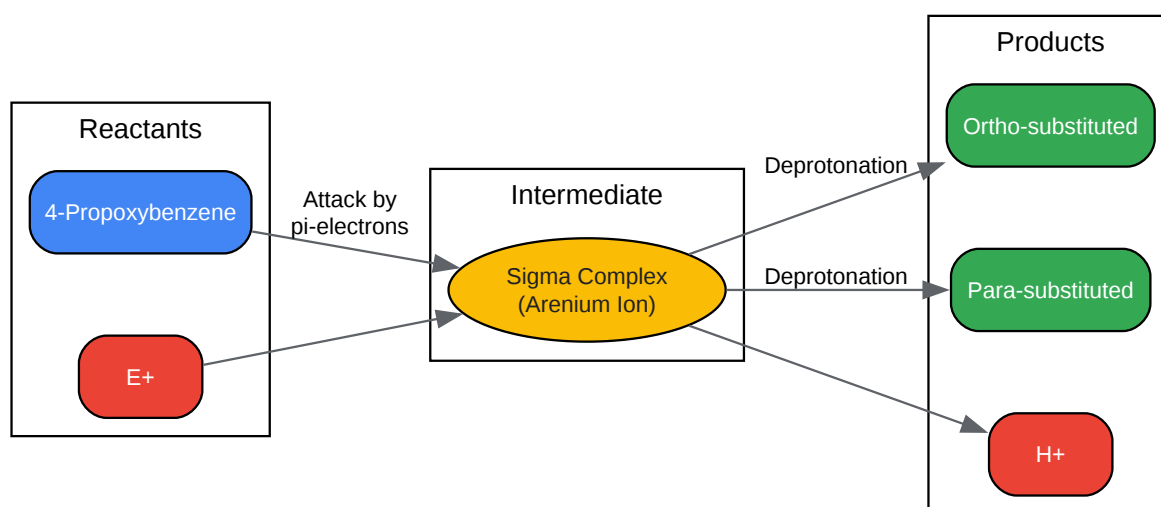 Reactants
4-Propoxybenzene
E+
Attack by
pi-electrons
Intermediate
Sigma Complex
(Arenium Ion)
Deprotonation
Deprotonation
Products
Ortho-substituted
Para-substituted
H+